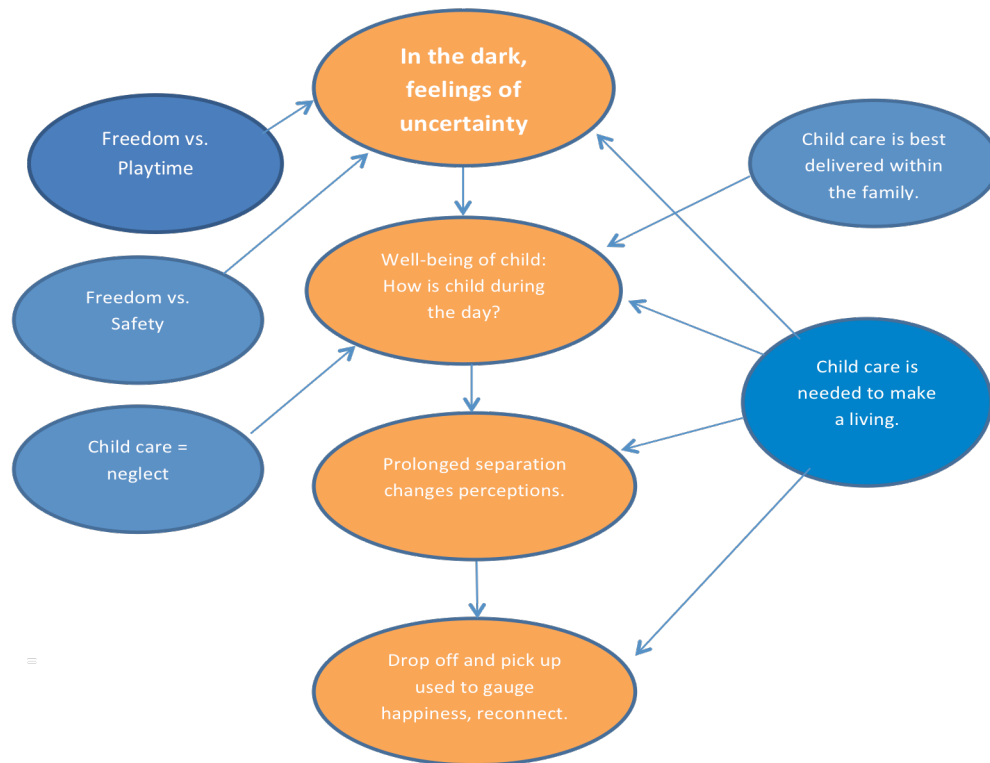 In the dark,
feelings of
uncertainty
Freedom vs.
Playtime
Child care is best
delivered within
the family.
Well-being of child:
How is child during
the day?
Freedom vs.
Safety
Child care is
needed to make
a living.
Child care =
neglect
Prolonged separation
changes perceptions.
Drop off and pick up
used to gauge
happiness, reconnect.